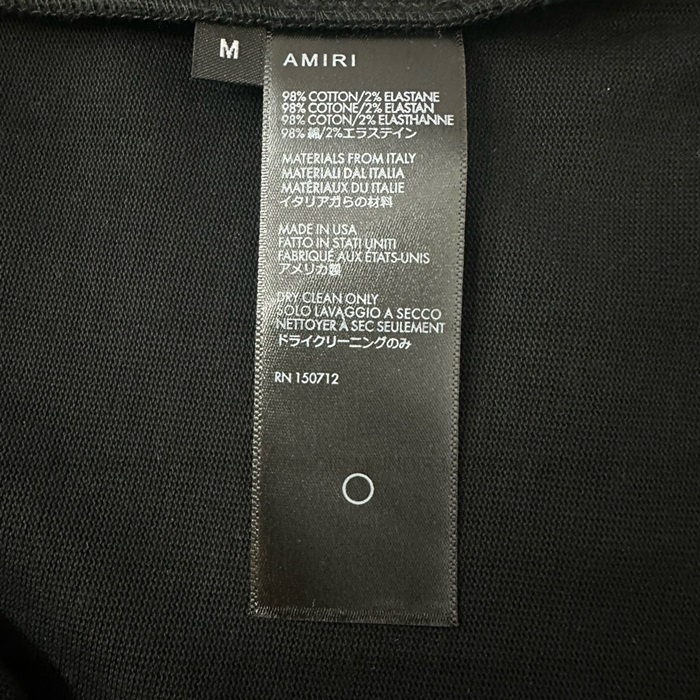 M
AMIRI
98% COTTON/2% ELASTANE
98% COTONE/2% ELASTAN
98% COTON/2% ELASTHANNE
98% 綿/2%エラステイン
MATERIALS FROM ITALY
MATERIALI DAL ITALIA
MATÉRIAUX DU ITALIE
イタリアガらの材料
MADE IN USA
FATTO IN STATI UNITI
FABRIQUÉ AUX ÉTATS-UNIS
アメリカ製
DRY CLEAN ONLY
SOLO LAVAGGIO A SECCO
NETTOYER À SEC SEULEMENT
ドライクリーニングのみ
RN 150712